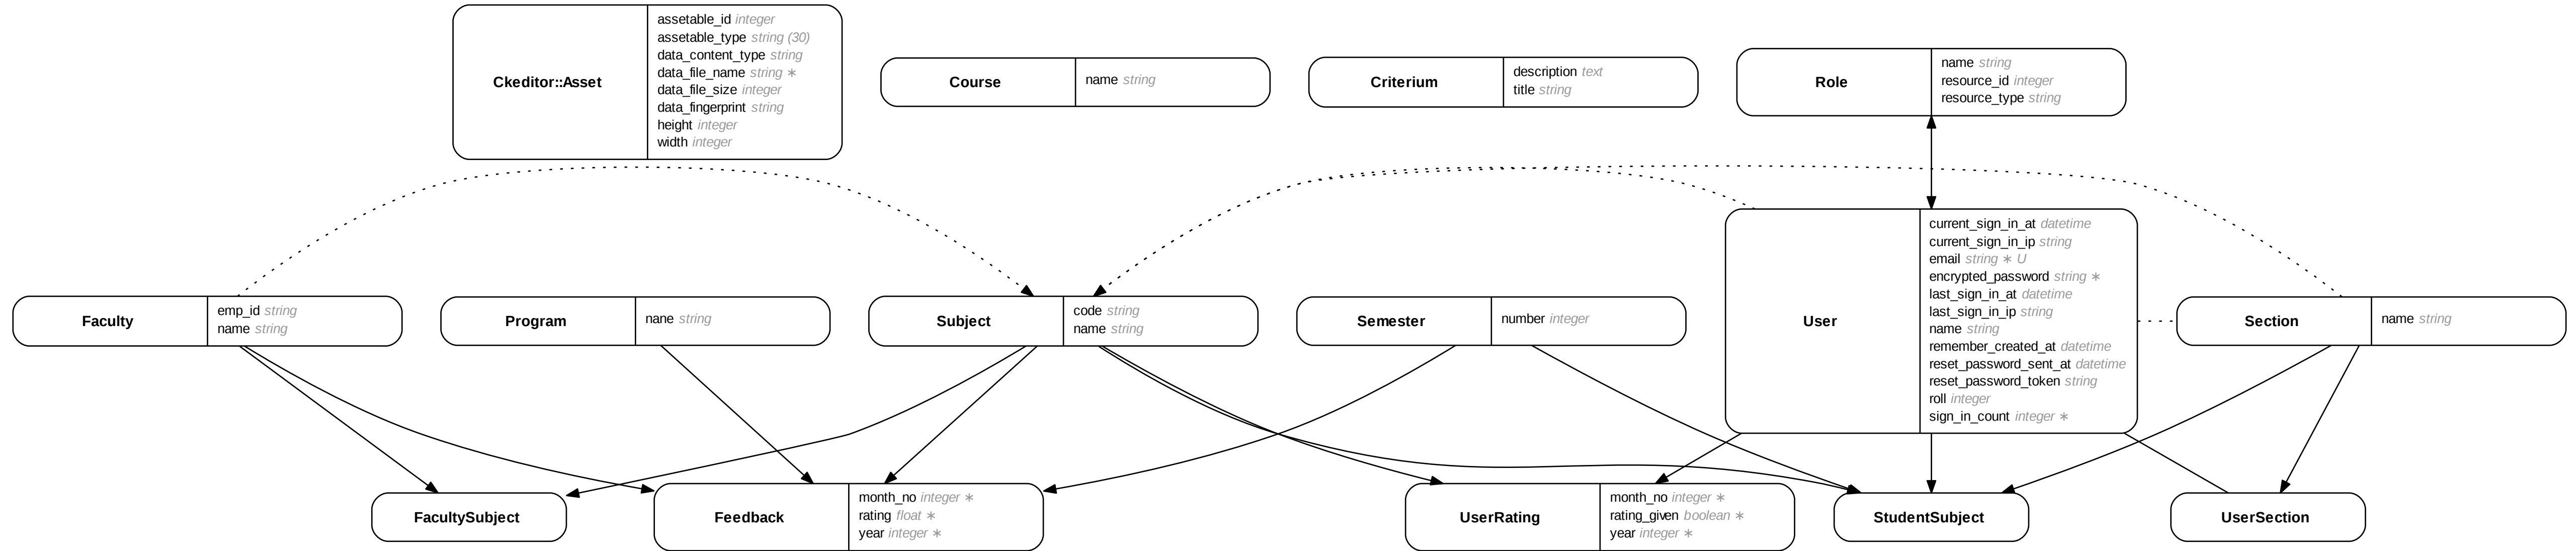 Ckeditor::Asset
assetable_id integer
assetable_type string (30)
data_content_type string
data_file_name string ∗
data_file_size integer
data_fingerprint string
height integer
width integer
Course
name string
Criterium
description text
title string
Role
name string
resource_id integer
resource_type string
Faculty
emp_id string
name string
Program
nane string
Subject
code string
name string
Semester
number integer
User
current_sign_in_at datetime
current_sign_in_ip string
email string ∗ U
encrypted_password string ∗
last_sign_in_at datetime
last_sign_in_ip string
name string
remember_created_at datetime
reset_password_sent_at datetime
reset_password_token string
roll integer
sign_in_count integer ∗
Section
name string
FacultySubject
Feedback
month_no integer ∗
rating float ∗
year integer ∗
UserRating
month_no integer ∗
rating_given boolean ∗
year integer ∗
StudentSubject
UserSection